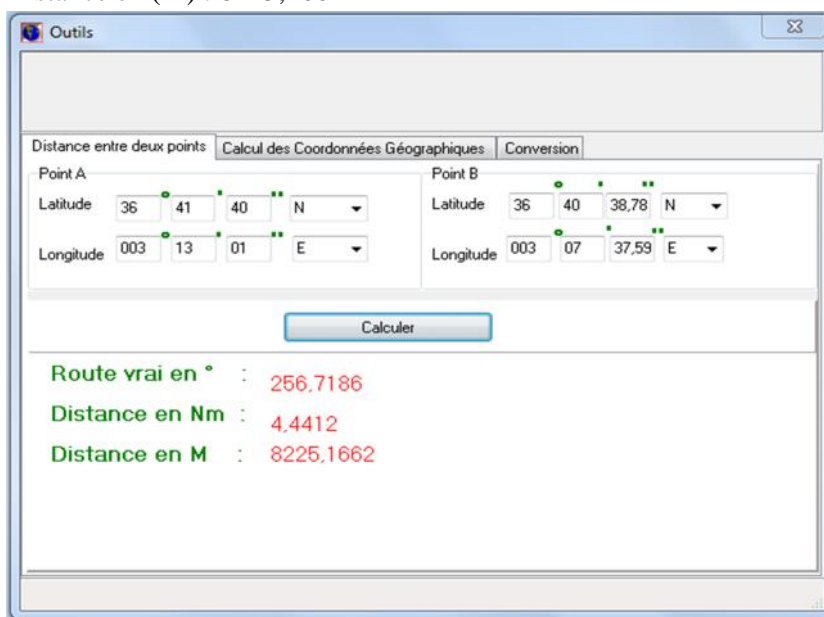 Outils
Distance entre deux points Calcul des Coordonnées Géographiques Conversion
Point A
Latitude 36 ° 41 ' 40 '' N
Longitude 003 ° 13 ' 01 '' E
Point B
Latitude 36 ° 40 ' 38,78 '' N
Longitude 003 ° 07 ' 37,59 '' E
Calculer
Route vrai en ° : 256,7186
Distance en Nm : 4,4412
Distance en M : 8225,1662